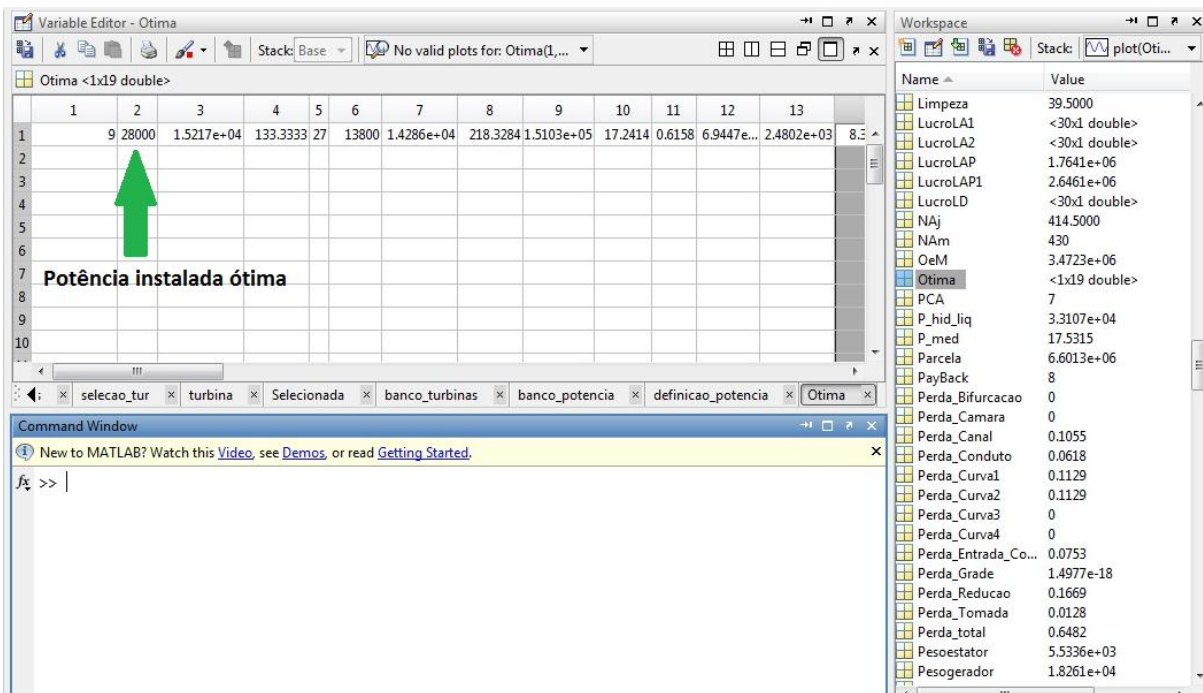 Variable Editor - Otima
Stack: Base
No valid plots for: Otima(1,...
Otima <1x19 double>
1 2 3 4 5 6 7 8 9 10 11 12 13
1 9 28000 1.5217e+04 133.3333 27 13800 1.4286e+04 218.3284 1.5103e+05 17.2414 0.6158 6.9447e... 2.4802e+03 8.3
2
3
4
5
6
7
8
9
10
Potência instalada ótima
selecao_tur turbina Selecionada banco_turbinas banco_potencia definicao_potencia Otima
Command Window
New to MATLAB? Watch this Video, see Demos, or read Getting Started.
fx >>
Workspace
Stack: plot(Oti...
Name Value
Limpeza 39.5000
LucroLA1 <30x1 double>
LucroLA2 <30x1 double>
LucroLAP 1.7641e+06
LucroLAP1 2.6461e+06
LucroLD <30x1 double>
NAj 414.5000
NAm 430
OeM 3.4723e+06
Otima <1x19 double>
PCA 7
P_hid_liq 3.3107e+04
P_med 17.5315
Parcela 6.6013e+06
PayBack 8
Perda_Bifurcacao 0
Perda_Camara 0
Perda_Canal 0.1055
Perda_Conduto 0.0618
Perda_Curva1 0.1129
Perda_Curva2 0.1129
Perda_Curva3 0
Perda_Curva4 0
Perda_Entrada_Co... 0.0753
Perda_Grade 1.4977e-18
Perda_Reducao 0.1669
Perda_Tomada 0.0128
Perda_total 0.6482
Pesoestator 5.5336e+03
Pesogerador 1.8261e+04